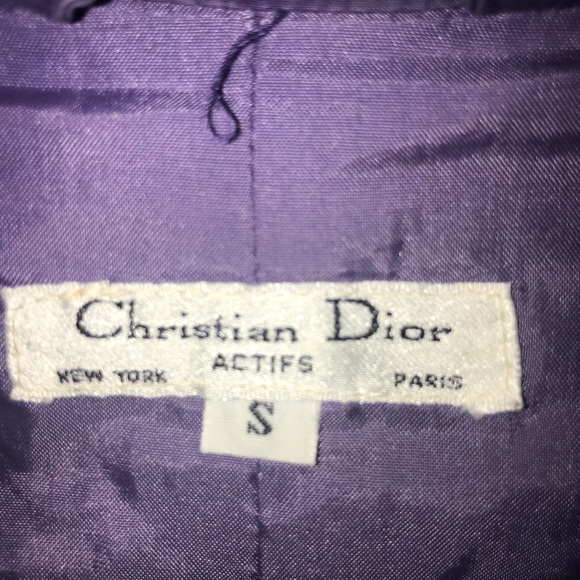 Christian Dior
ACTIFS
NEW YORK PARIS
S